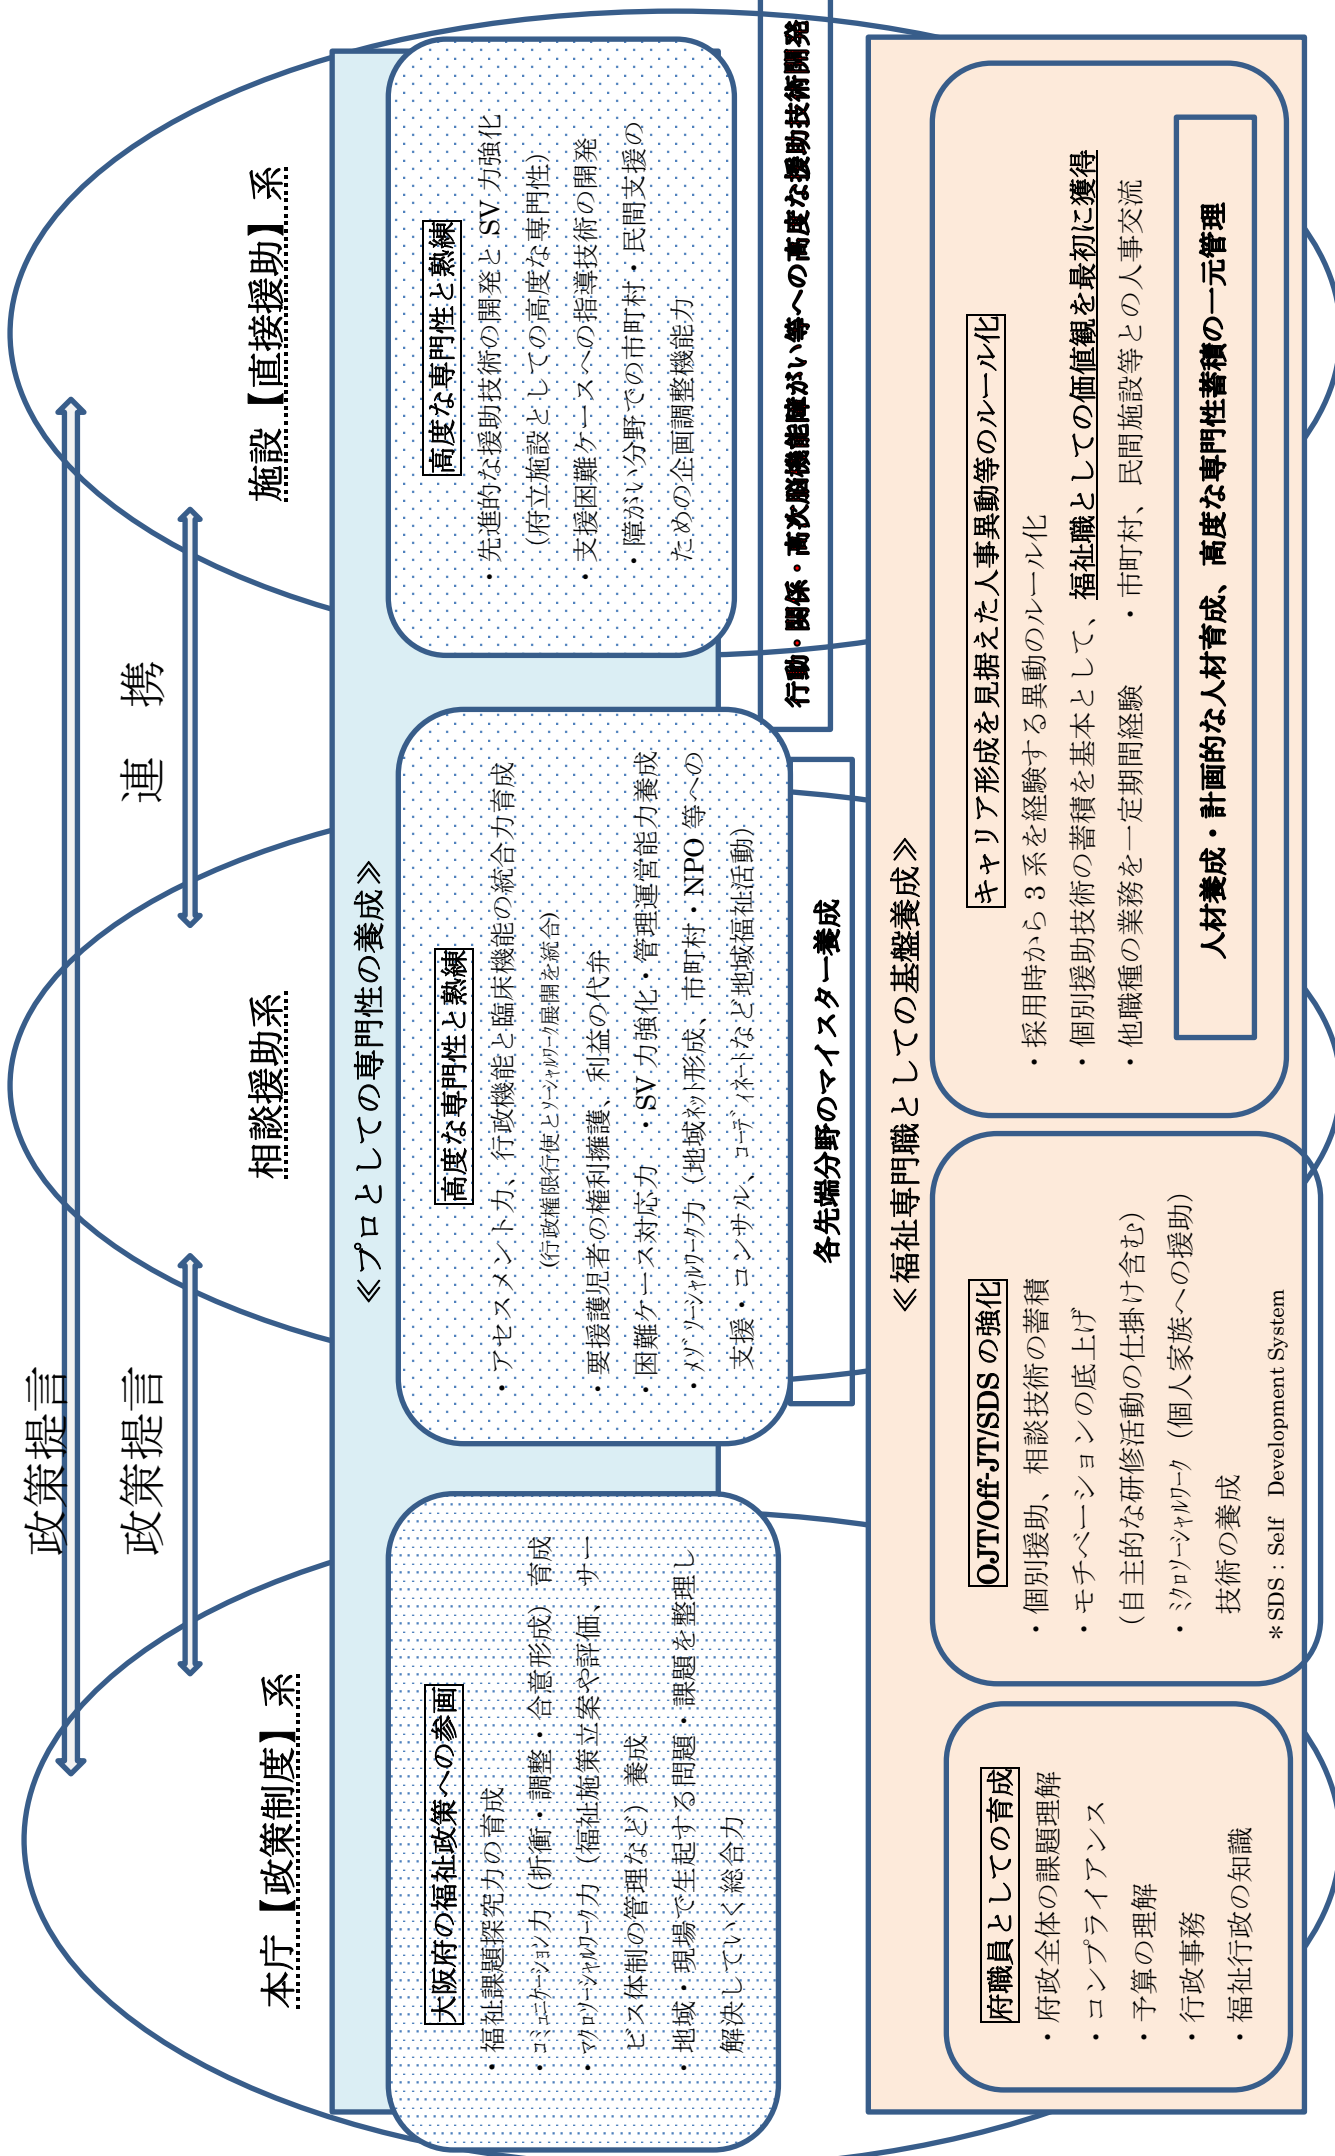 政策提言
政策提言
連　携
本庁【政策制度】系
相談援助系
施設【直接援助】系
≪プロとしての専門性の養成≫
大阪府の福祉政策への参画
・福祉課題探究力の育成
・ｺﾐｭﾆｹｰｼｮﾝ力（折衝・調整・合意形成）育成
・ﾏｸﾛｿｰｼｬﾙﾜｰｸ力（福祉施策立案や評価、サー
ビス体制の管理など）養成
・地域・現場で生起する問題・課題を整理し
解決していく総合力
高度な専門性と熟練
・アセスメント力、行政機能と臨床機能の統合力育成
（行政権限行使とｿｰｼｬﾙﾜｰｸ展開を統合）
・要援護児者の権利擁護、利益の代弁
・困難ケース対応力　・SV 力強化・管理運営能力養成
・ﾒｿﾞｿｰｼｬﾙﾜｰｸ力（地域ﾈｯﾄ形成、市町村・NPO 等への
支援・コンサル、ｺｰﾃﾞｨﾈｰﾄなど地域福祉活動）
各先端分野のマイスター養成
高度な専門性と熟練
・先進的な援助技術の開発と SV 力強化
（府立施設としての高度な専門性）
・支援困難ケースへの指導技術の開発
・障がい分野での市町村・民間支援の
ための企画調整機能力
行動・関係・高次脳機能障がい等への高度な援助技術開発
≪福祉専門職としての基盤養成≫
府職員としての育成
・府政全体の課題理解
・コンプライアンス
・予算の理解
・行政事務
・福祉行政の知識
OJT/Off-JT/SDS の強化
・個別援助、相談技術の蓄積
・モチベーションの底上げ
（自主的な研修活動の仕掛け含む）
・ﾐｸﾛｿｰｼｬﾙﾜｰｸ（個人家族への援助）
技術の養成
＊SDS：Self Development System
キャリア形成を見据えた人事異動等のルール化
・採用時から 3 系を経験する異動のルール化
・個別援助技術の蓄積を基本として、福祉職としての価値観を最初に獲得
・他職種の業務を一定期間経験　・市町村、民間施設等との人事交流
人材養成・計画的な人材育成、高度な専門性蓄積の一元管理